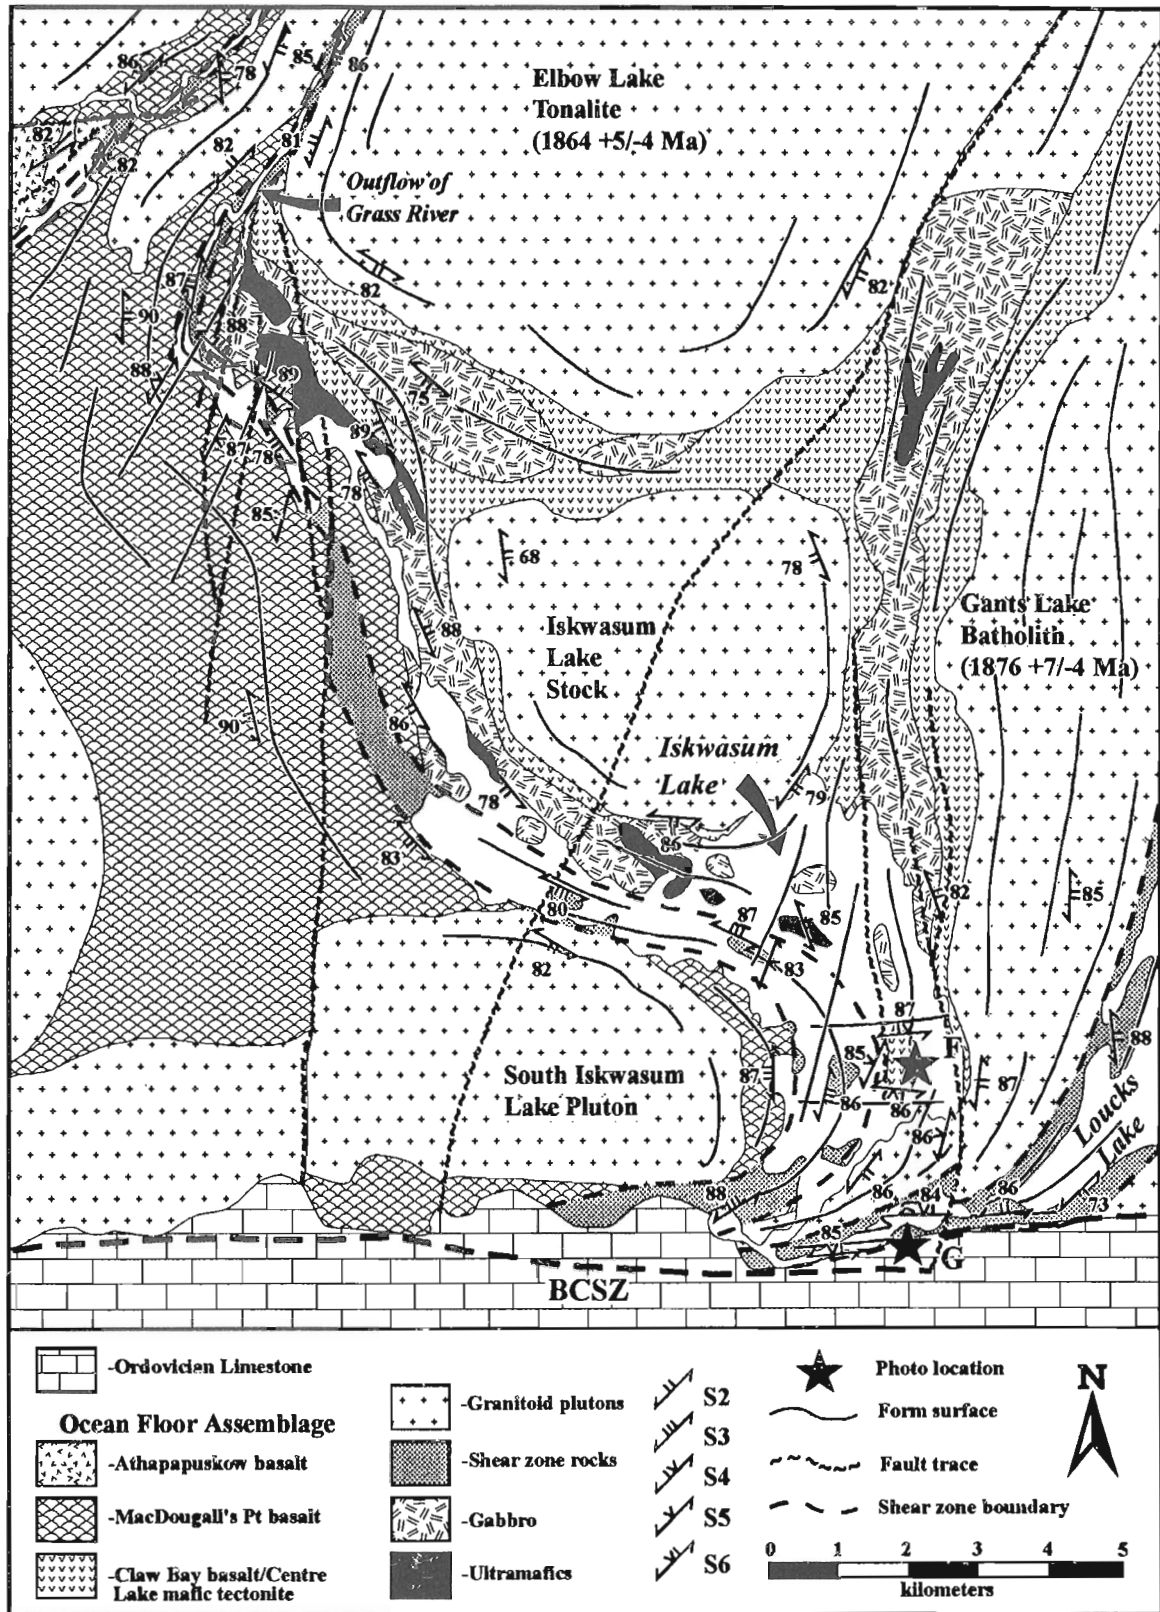 86
78
85
86
Elbow Lake
Tonalite
(1864 +5/-4 Ma)
82
82
82
81
Outflow of
Grass River
87
82
82
90
88
88
89
75
87
78
89
78
85
68
78
88
Iskwasum
Lake
Stock
Gants Lake
Batholith
(1876 +7/-4 Ma)
90
86
Iskwasum
Lake
78
79
83
86
80
87
85
82
85
82
83
87
F
88
85
87
87
South Iskwasum
Lake Pluton
86
86
86
Loucks
Lake
88
86
84
86
73
85
G
BCSZ
-Ordovician Limestone
Ocean Floor Assemblage
-Athapapuskow basalt
-MacDougall's Pt basalt
-Claw Bay basalt/Centre
Lake mafic tectonite
-Granitoid plutons
-Shear zone rocks
-Gabbro
-Ultramafics
S2
S3
S4
S5
S6
Photo location
Form surface
Fault trace
Shear zone boundary
N
0 1 2 3 4 5
kilometers